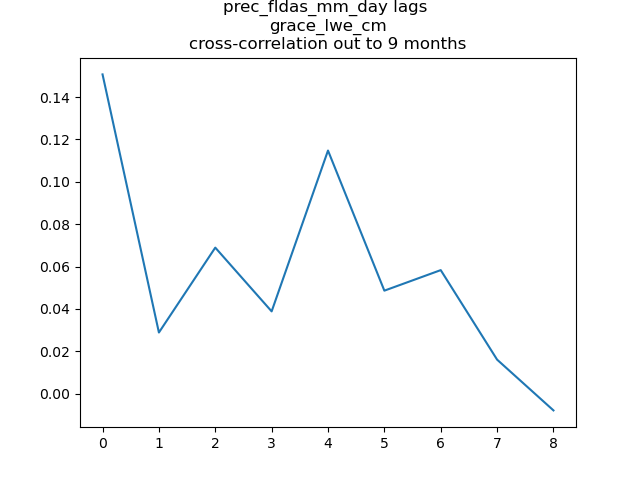 prec_fldas_mm_day lags
grace_lwe_cm
cross-correlation out to 9 months
0.14
0.12
0.10
0.08
0.06
0.04
0.02
0.00
0 1 2 3 4 5 6 7 8